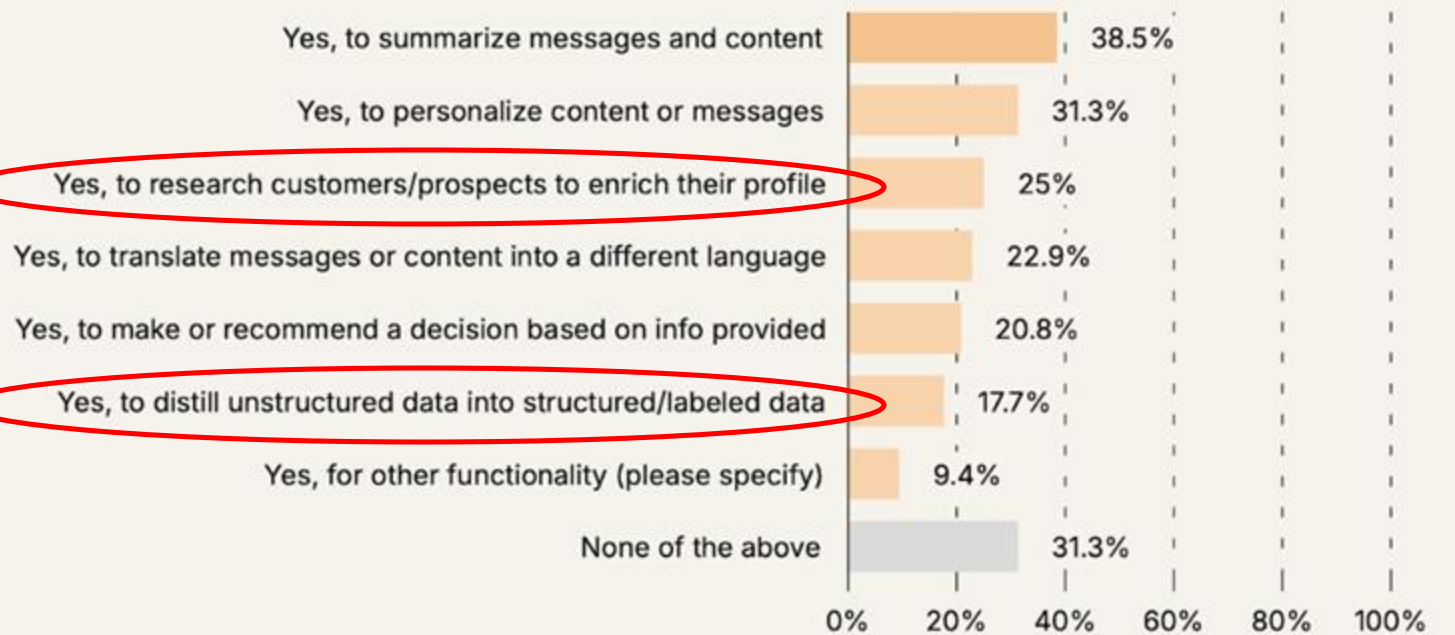 Yes, to summarize messages and content 38.5%
Yes, to personalize content or messages 31.3%
Yes, to research customers/prospects to enrich their profile 25%
Yes, to translate messages or content into a different language 22.9%
Yes, to make or recommend a decision based on info provided 20.8%
Yes, to distill unstructured data into structured/labeled data 17.7%
Yes, for other functionality (please specify) 9.4%
None of the above 31.3%
0% 20% 40% 60% 80% 100%